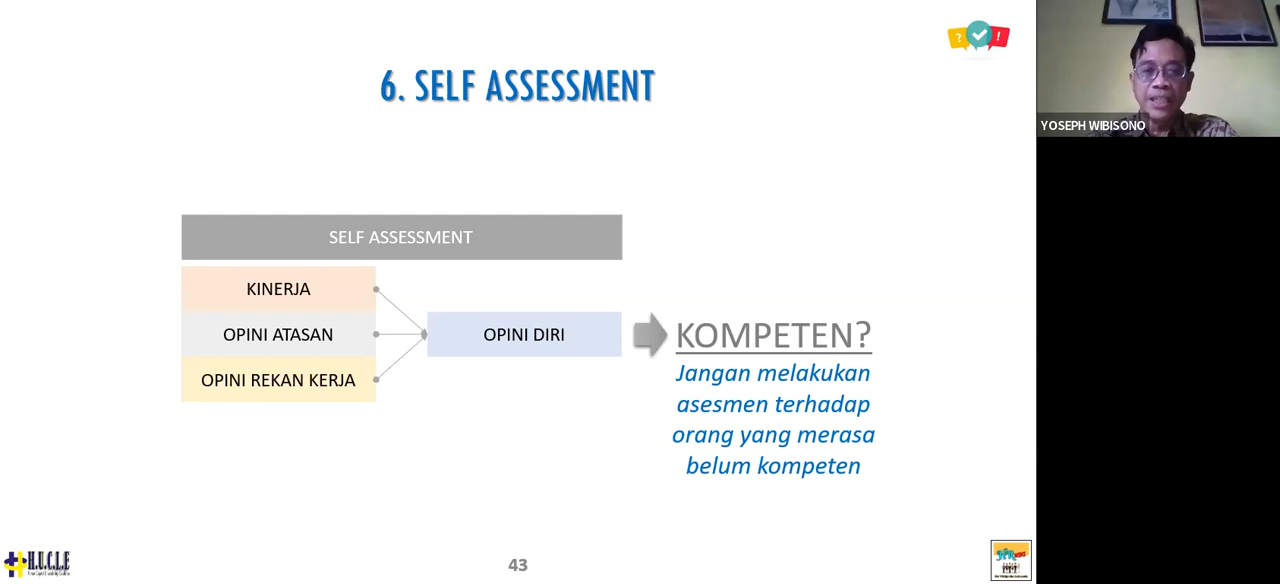 ? !
6. SELF ASSESSMENT
YOSEPH WIBISONO
SELF ASSESSMENT
KINERJA
OPINI ATASAN
OPINI REKAN KERJA
OPINI DIRI
KOMPETEN?
Jangan melakukan
asesmen terhadap
orang yang merasa
belum kompeten
H.U.C.L.E
43